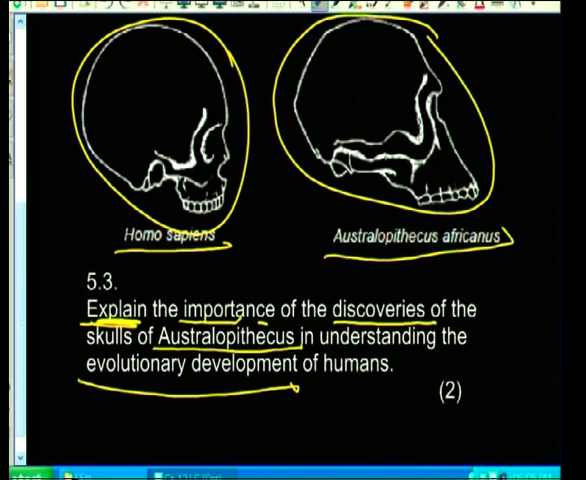 Homo sapiens
Australopithecus africanus
5.3.
Explain the importance of the discoveries of the
skulls of Australopithecus in understanding the
evolutionary development of humans.
(2)